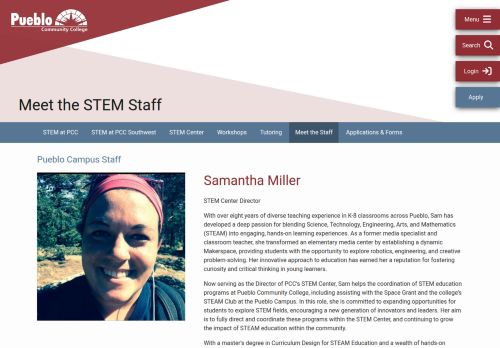 Pueblo
Community College
Menu
Search
Login
Apply
Meet the STEM Staff
STEM at PCC
STEM at PCC Southwest
STEM Center
Workshops
Tutoring
Meet the Staff
Applications & Forms
Pueblo Campus Staff
Samantha Miller
STEM Center Director
With over eight years of diverse teaching experience in K-8 classrooms across Pueblo, Sam has
developed a deep passion for blending Science, Technology, Engineering, Arts, and Mathematics
(STEAM) into engaging, hands-on learning experiences. As a former media specialist and
classroom teacher, she transformed an elementary media center by establishing a dynamic
Makerspace, providing students with the opportunity to explore robotics, engineering, and creative
problem-solving. Her innovative approach to education has earned her a reputation for fostering
curiosity and critical thinking in young learners.
Now serving as the Director of PCC's STEM Center, Sam helps the coordination of STEM education
programs at Pueblo Community College, including assisting with the Space Grant and the college's
STEAM Club at the Pueblo Campus. In this role, she is committed to expanding opportunities for
students to explore STEM fields, encouraging a new generation of innovators and leaders. Her aim
is to fully direct and coordinate these programs within the STEM Center, and continuing to grow
the impact of STEAM education within the community.
With a master's degree in Curriculum Design for STEAM Education and a wealth of hands-on